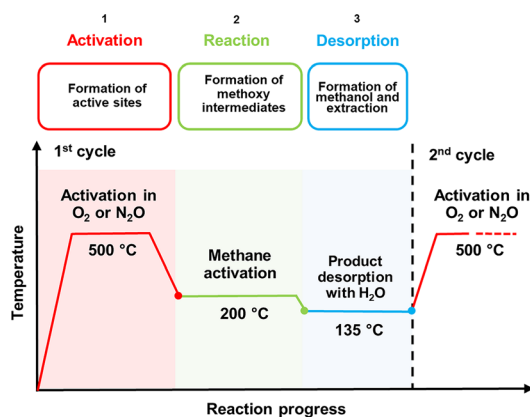 1
Activation
Formation of
active sites
2
Reaction
Formation of
methoxy
intermediates
3
Desorption
Formation of
methanol and
extraction
1st cycle
2nd cycle
Activation in
O₂ or N₂O
500 °C
Methane
activation
200 °C
Product
desorption
with H₂O
135 °C
Activation in
O₂ or N₂O
500 °C
Temperature
Reaction progress